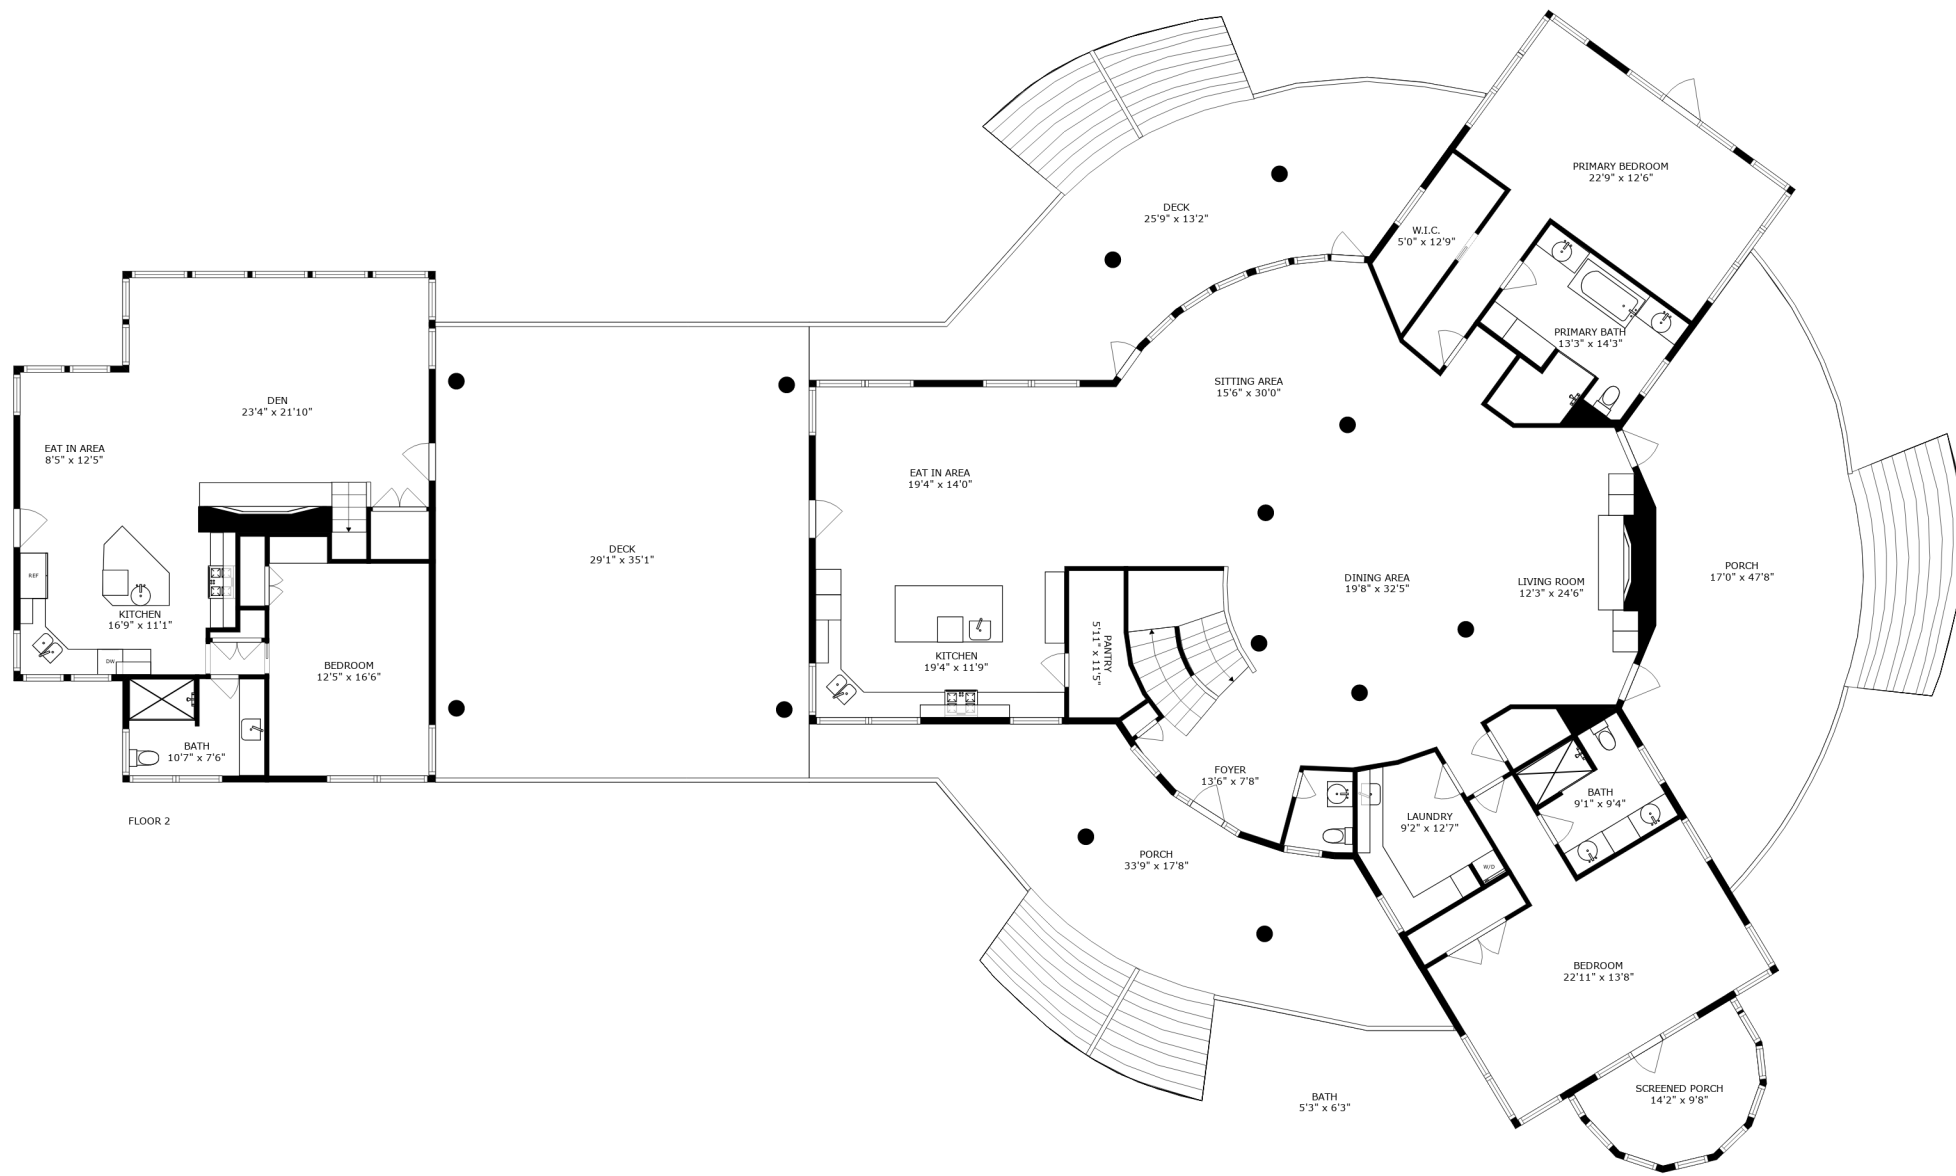 PRIMARY BEDROOM
22'9" x 12'6"
DECK
25'9" x 13'2"
W.I.C.
5'0" x 12'9"
PRIMARY BATH
13'3" x 14'3"
SITTING AREA
15'6" x 30'0"
DEN
23'4" x 21'10"
EAT IN AREA
8'5" x 12'5"
EAT IN AREA
19'4" x 14'0"
DECK
29'1" x 35'1"
REF
DINING AREA
19'8" x 32'5"
LIVING ROOM
12'3" x 24'6"
PORCH
17'0" x 47'8"
KITCHEN
16'9" x 11'1"
DW
BEDROOM
12'5" x 16'6"
KITCHEN
19'4" x 11'9"
PANTRY
5'11" x 11'5"
BATH
10'7" x 7'6"
FOYER
13'6" x 7'8"
BATH
9'1" x 9'4"
LAUNDRY
9'2" x 12'7"
FLOOR 2
PORCH
33'9" x 17'8"
W/D
BEDROOM
22'11" x 13'8"
SCREENED PORCH
14'2" x 9'8"
BATH
5'3" x 6'3"